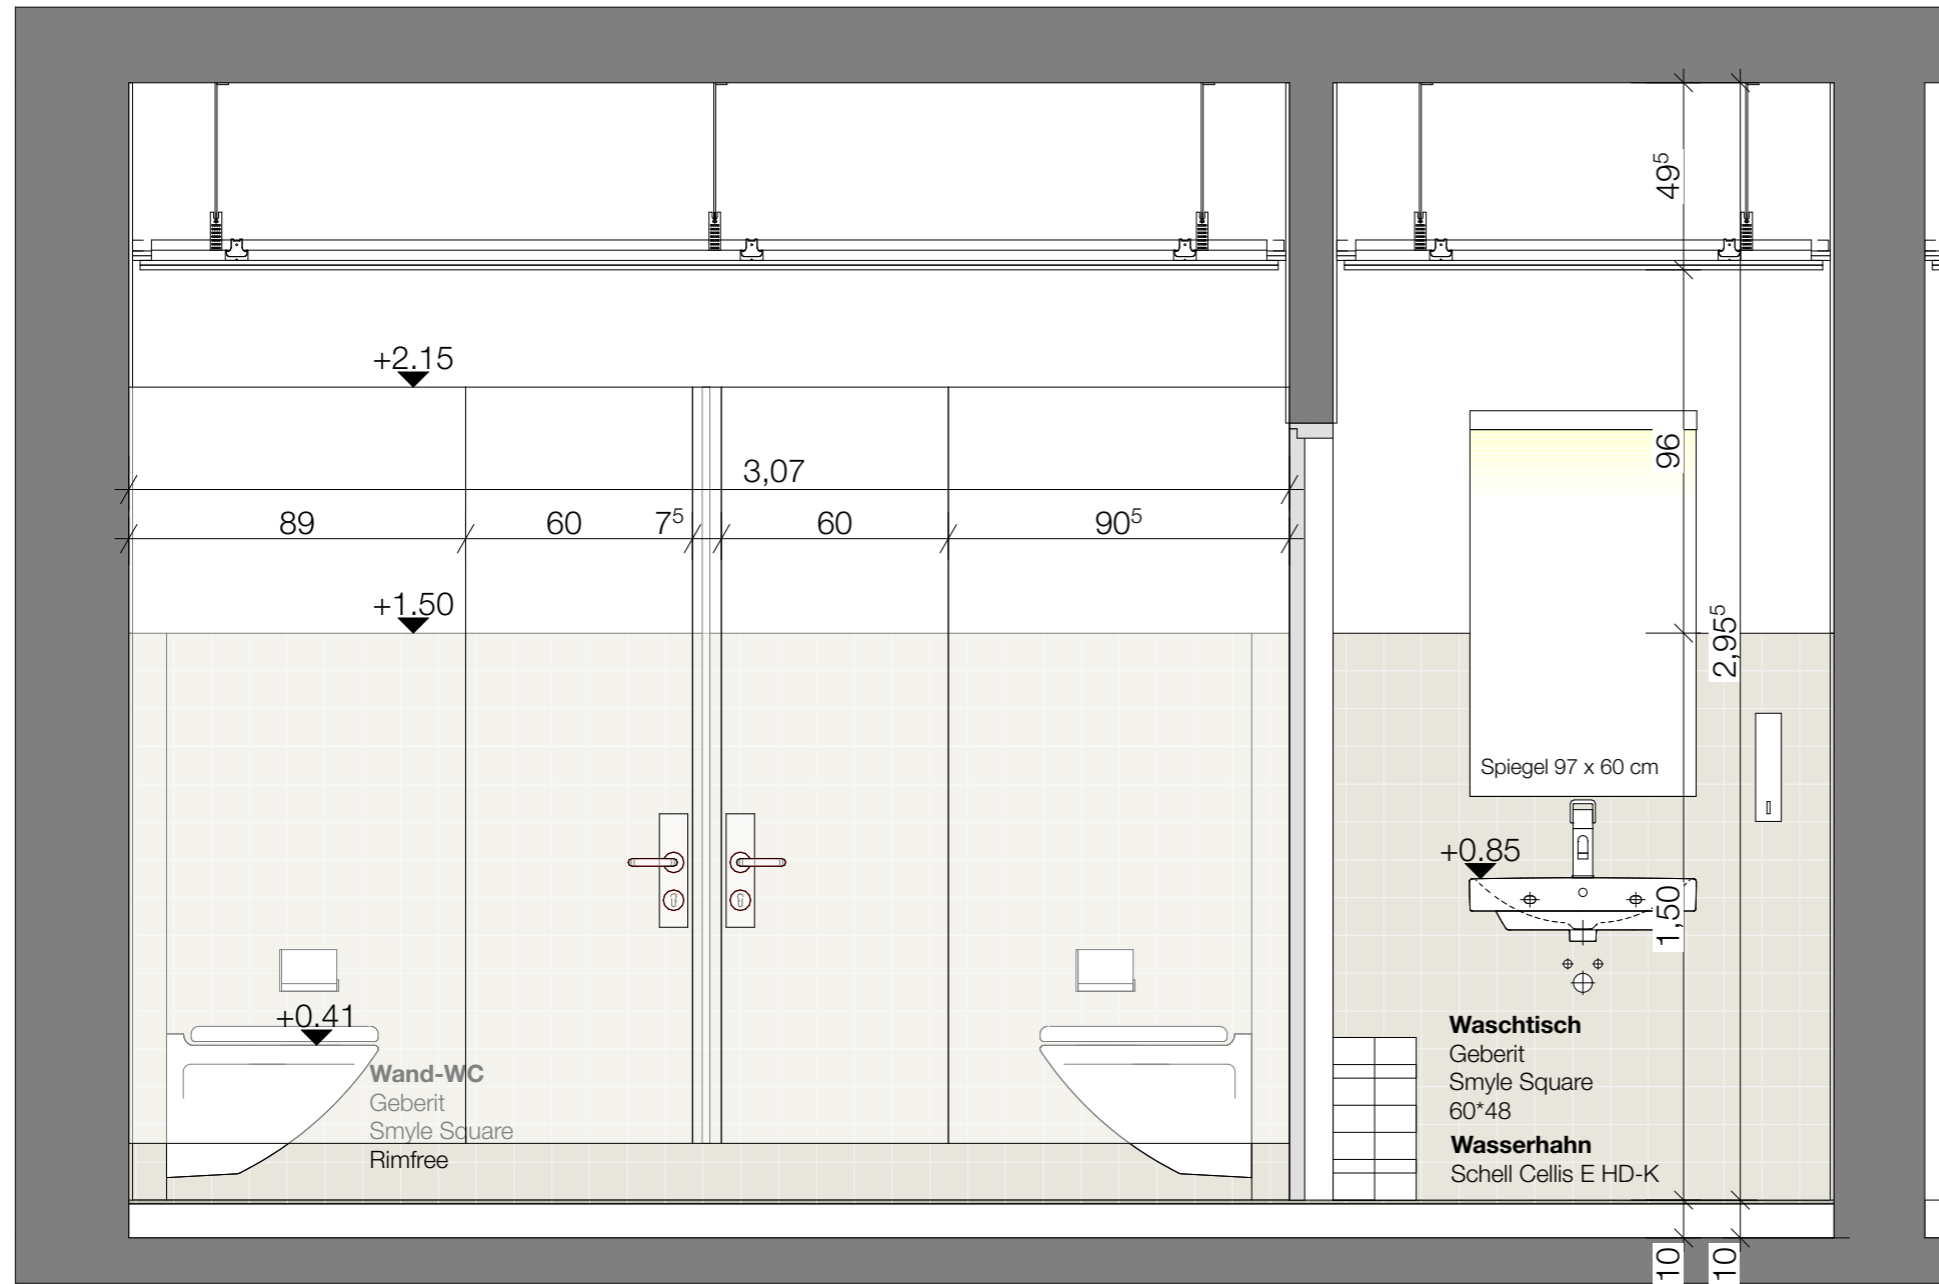 49⁵
+2.15
96
3,07
89
60
7⁵
60
90⁵
+1.50
2,95⁵
Spiegel 97 x 60 cm
+0.85
1,50
+0.41
Wand-WC
Geberit
Smyle Square
Rimfree
Waschtisch
Geberit
Smyle Square
60*48
Wasserhahn
Schell Cellis E HD-K
10
10